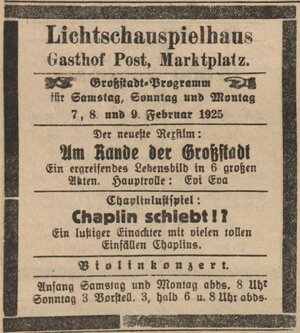 Lichtschauspielhaus
Gasthof Post, Marktplatz.
Großstadt-Programm
für Samstag, Sonntag und Montag
7., 8. und 9. Februar 1925
Der neueste Rexfilm:
Am Rande der Großstadt
Ein ergreifendes Lebensbild in 6 großen
Akten. Hauptrolle: Evi Eva
Chaplinlustspiel:
Chaplin schiebt!?
Ein lustiger Einackter mit vielen tollen
Einfällen Chaplins.
Violinkonzert.
Anfang Samstag und Montag abds. 8 Uhr
Sonntag 3 Vorstell. 3, halb 6 u. 8 Uhr abds.